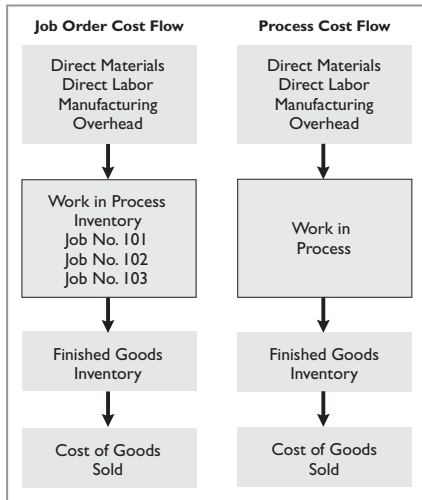 Job Order Cost Flow
Direct Materials
Direct Labor
Manufacturing
Overhead
Work in Process
Inventory
Job No. 101
Job No. 102
Job No. 103
Finished Goods
Inventory
Cost of Goods
Sold
Process Cost Flow
Direct Materials
Direct Labor
Manufacturing
Overhead
Work in
Process
Finished Goods
Inventory
Cost of Goods
Sold